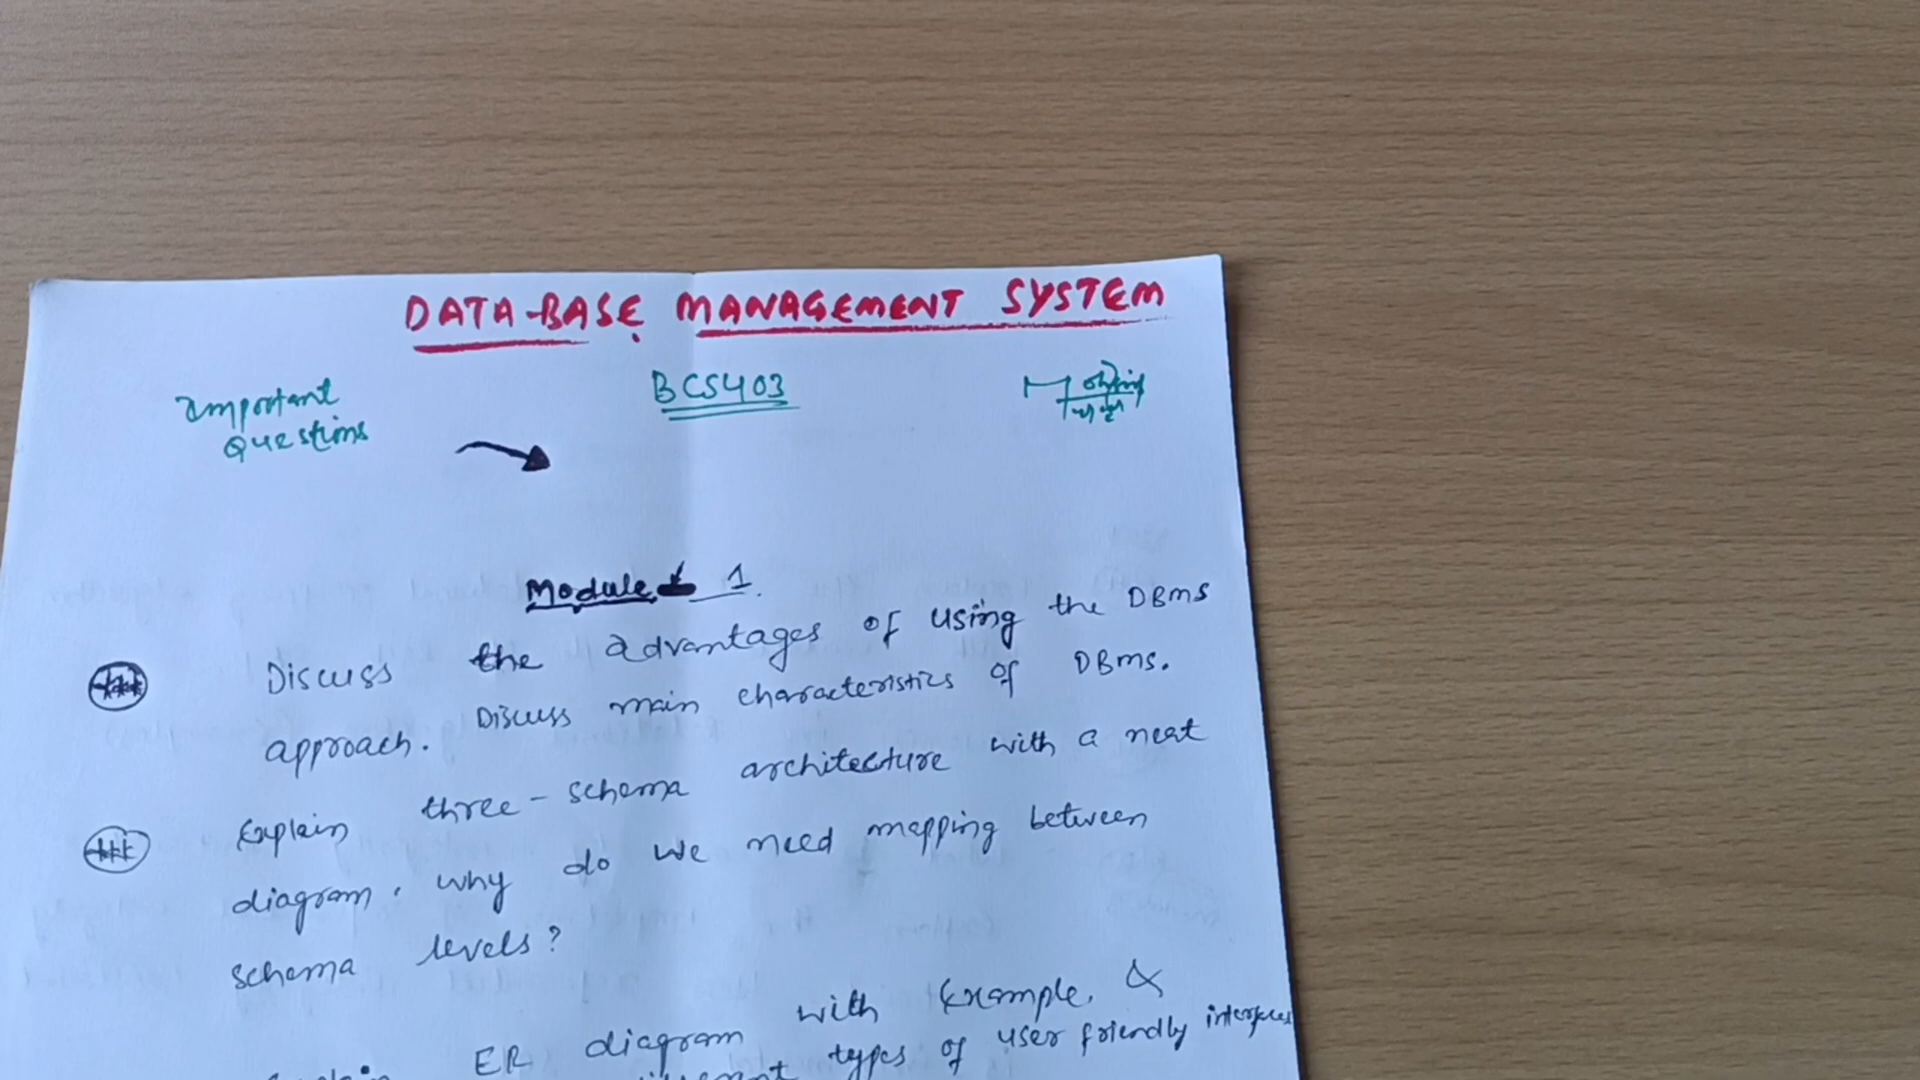 DATA-BASE MANAGEMENT SYSTEM
Important
Questions
BCS403
Module 1.
Discuss the advantages of using the DBMS
approach. Discuss main characteristics of DBMS.
Explain three-schema architecture with a neat
diagram. why do we need mapping between
schema levels?
ER diagram with Example, &
types of user friendly interfaces